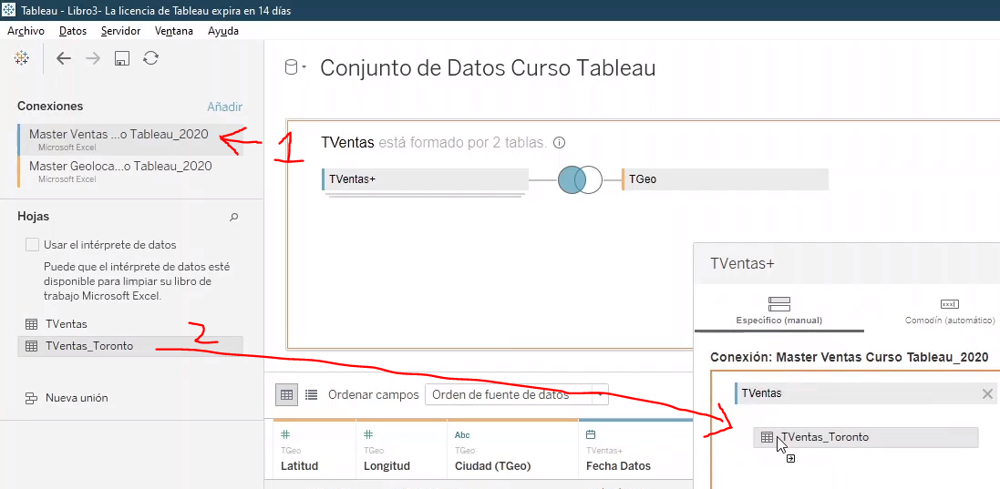 Tableau - Libro3- La licencia de Tableau expira en 14 días
Archivo Datos Servidor Ventana Ayuda
Conjunto de Datos Curso Tableau
Conexiones Añadir
Master Ventas ...o Tableau_2020
Microsoft Excel
1
Master Geoloca...o Tableau_2020
Microsoft Excel
TVentas está formado por 2 tablas.
TVentas+ TGeo
Hojas
Usar el intérprete de datos
Puede que el intérprete de datos esté
disponible para limpiar su libro de
trabajo Microsoft Excel.
TVentas
2
TVentas_Toronto
Nueva unión
TVentas+
Específico (manual) Comodín (automático)
Conexión: Master Ventas Curso Tableau_2020
TVentas
TVentas_Toronto
Ordenar campos Orden de fuente de datos
Abc
TGeo TGeo TGeo TVentas+
Latitud Longitud Ciudad (TGeo) Fecha Datos